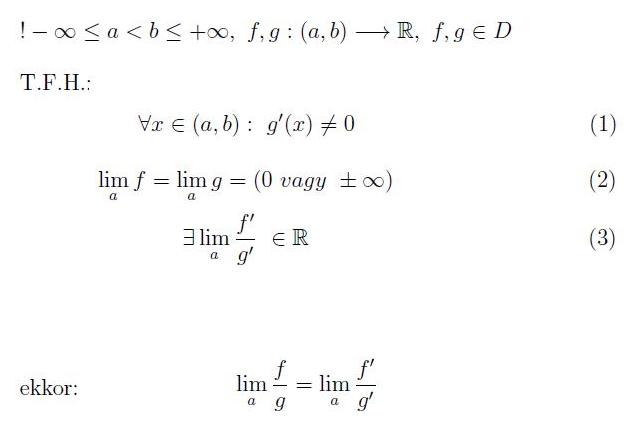 ! − ∞ ≤ a < b ≤ +∞, f, g : (a, b) ⟶ ℝ, f, g ∈ D
T.F.H.:
∀x ∈ (a, b) : g′(x) ≠ 0 (1)
lim_a f = lim_a g = (0 vagy ±∞) (2)
∃ lim_a f′/g′ ∈ ℝ (3)
ekkor: lim_a f/g = lim_a f′/g′